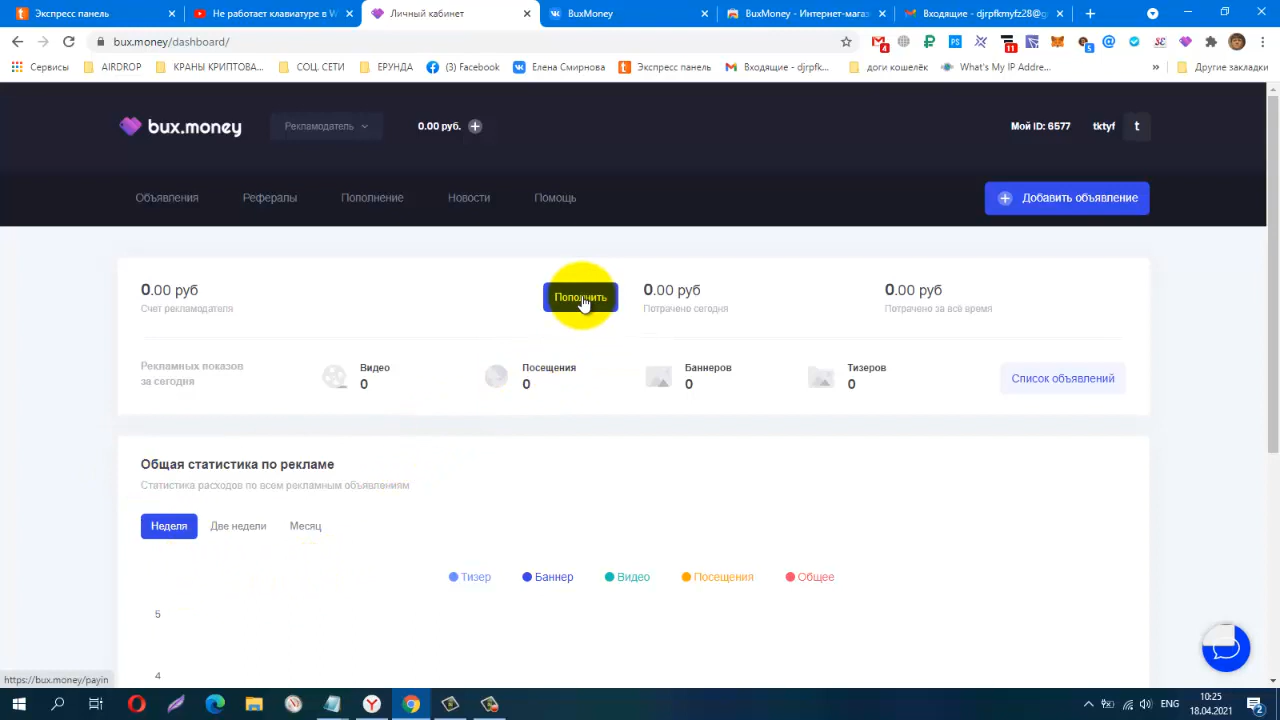 Экспресс панель
Не работает клавиатуре в W
Личный кабинет
BuxMoney
BuxMoney - Интернет-мага
Входящие - djrpfkmyfz28@g
bux.money/dashboard/
4
11
5
Сервисы
AIRDROP
КРАНЫ КРИПТОВА...
СОЦ. СЕТИ
ЕРУНДА
(3) Facebook
Елена Смирнова
Экспресс панель
Входящие - djrpfk...
доги кошелёк
What's My IP Addre...
»
Другие закладки
bux.money
Рекламодатель
0.00 руб.
Мой ID: 6577
tktyf
t
Объявления
Рефералы
Пополнение
Новости
Помощь
Добавить объявление
0.00 руб
Счет рекламодателя
Пополнить
0.00 руб
Потрачено сегодня
0.00 руб
Потрачено за всё время
Рекламных показов
за сегодня
Видео
0
Посещения
0
Баннеров
0
Тизеров
0
Список объявлений
Общая статистика по рекламе
Статистика расходов по всем рекламным объявлениям
Неделя
Две недели
Месяц
Тизер
Баннер
Видео
Посещения
Общее
5
4
https://bux.money/payin
ENG
10:25
18.04.2021
2